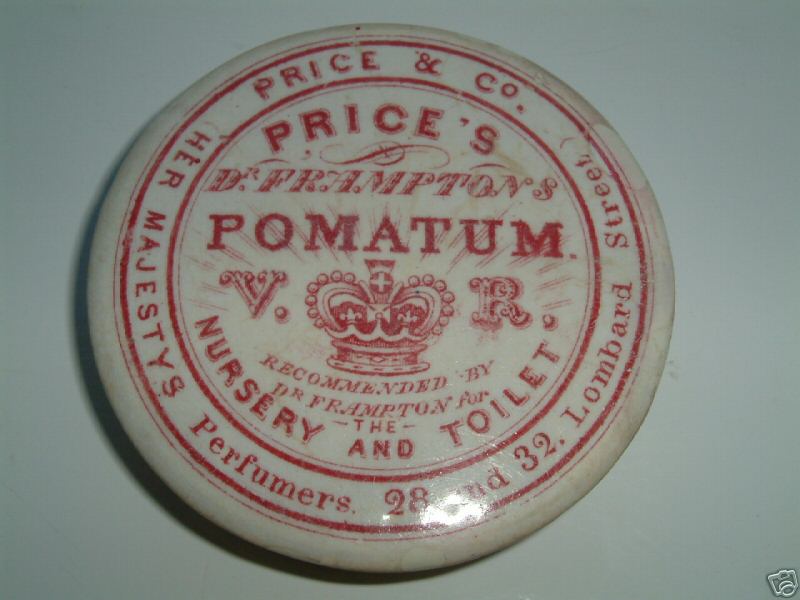 PRICE & CO.
(HER MAJESTYS Perfumers. 28 and 32. Lombard Street.)
PRICE'S
DR. FRAMPTONS
POMATUM.
V. R.
RECOMMENDED BY
DR FRAMPTON for
-THE-
NURSERY AND TOILET.